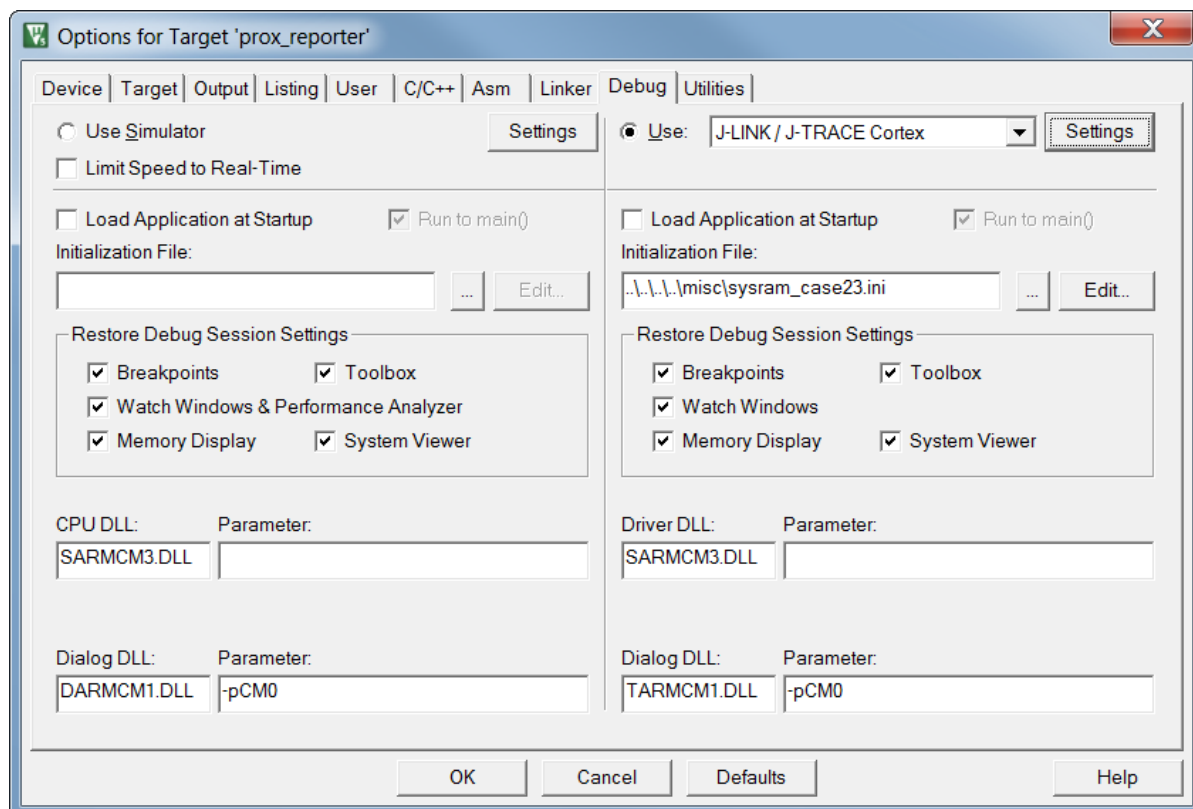 Options for Target 'prox_reporter'
Device Target Output Listing User C/C++ Asm Linker Debug Utilities
Use Simulator Settings
Limit Speed to Real-Time
Use: J-LINK / J-TRACE Cortex Settings
Load Application at Startup Run to main()
Initialization File:
... Edit...
Restore Debug Session Settings
Breakpoints Toolbox
Watch Windows & Performance Analyzer
Memory Display System Viewer
CPU DLL: Parameter:
SARMCM3.DLL
Dialog DLL: Parameter:
DARMCM1.DLL -pCM0
Load Application at Startup Run to main()
Initialization File:
..\..\..\..\misc\sysram_case23.ini ... Edit...
Restore Debug Session Settings
Breakpoints Toolbox
Watch Windows
Memory Display System Viewer
Driver DLL: Parameter:
SARMCM3.DLL
Dialog DLL: Parameter:
TARMCM1.DLL -pCM0
OK Cancel Defaults Help